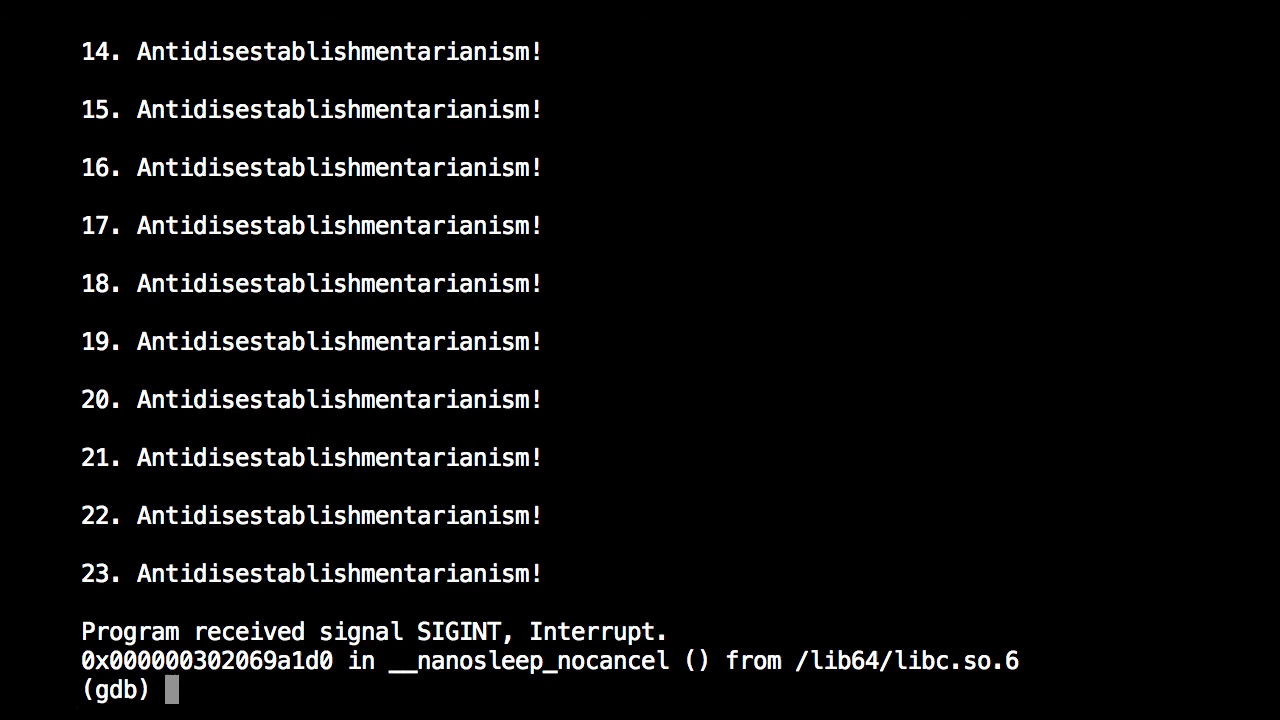 14. Antidisestablishmentarianism!
15. Antidisestablishmentarianism!
16. Antidisestablishmentarianism!
17. Antidisestablishmentarianism!
18. Antidisestablishmentarianism!
19. Antidisestablishmentarianism!
20. Antidisestablishmentarianism!
21. Antidisestablishmentarianism!
22. Antidisestablishmentarianism!
23. Antidisestablishmentarianism!
Program received signal SIGINT, Interrupt.
0x000000302069a1d0 in __nanosleep_nocancel () from /lib64/libc.so.6
(gdb)